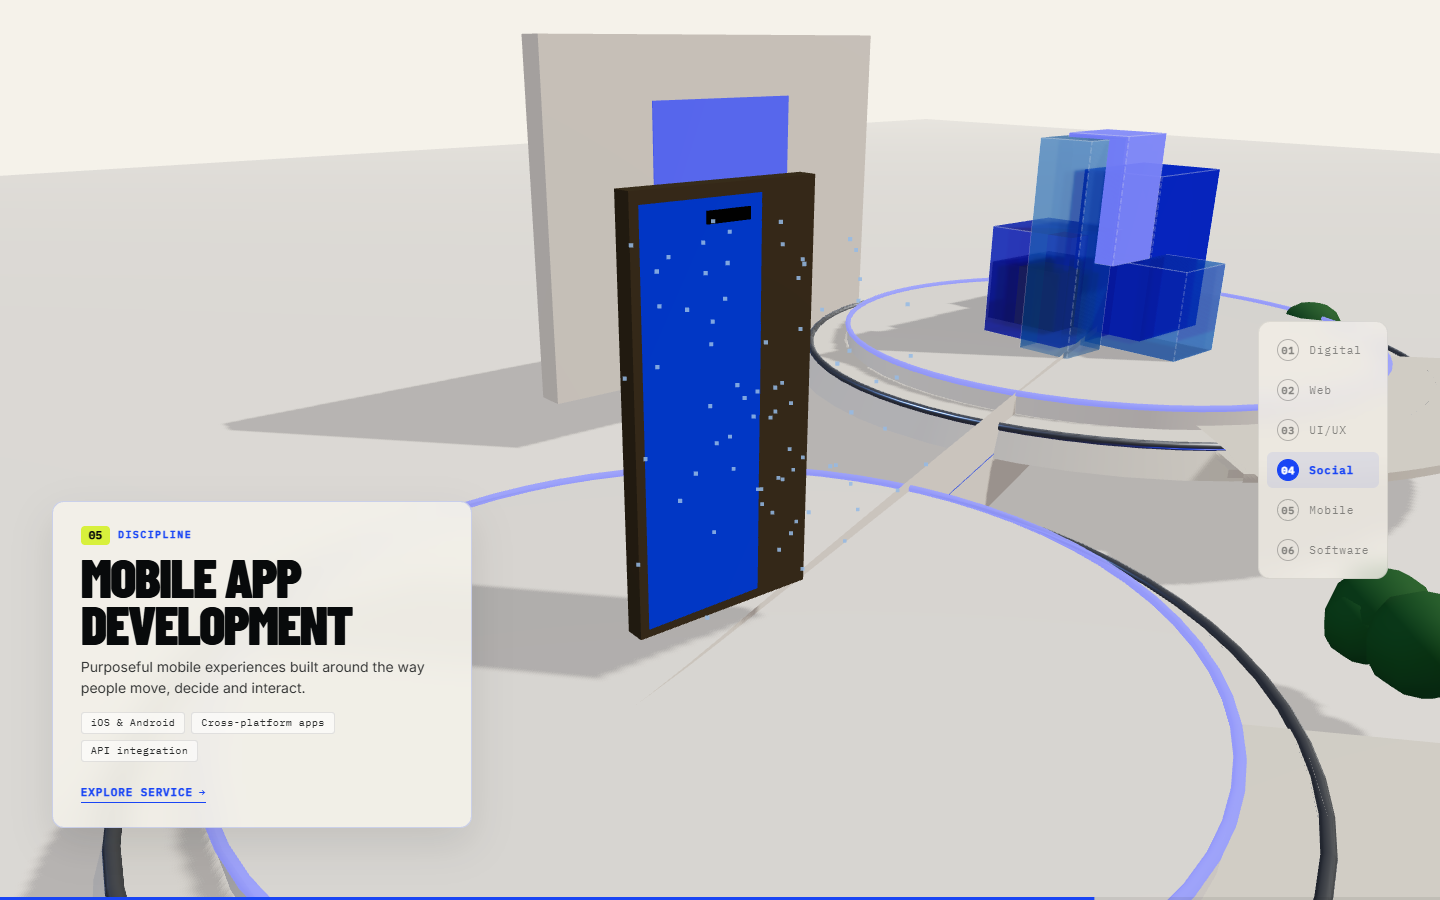 05 DISCIPLINE
MOBILE APP
DEVELOPMENT
Purposeful mobile experiences built around the way
people move, decide and interact.
iOS & Android
Cross-platform apps
API integration
EXPLORE SERVICE →
01 Digital
02 Web
03 UI/UX
04 Social
05 Mobile
06 Software